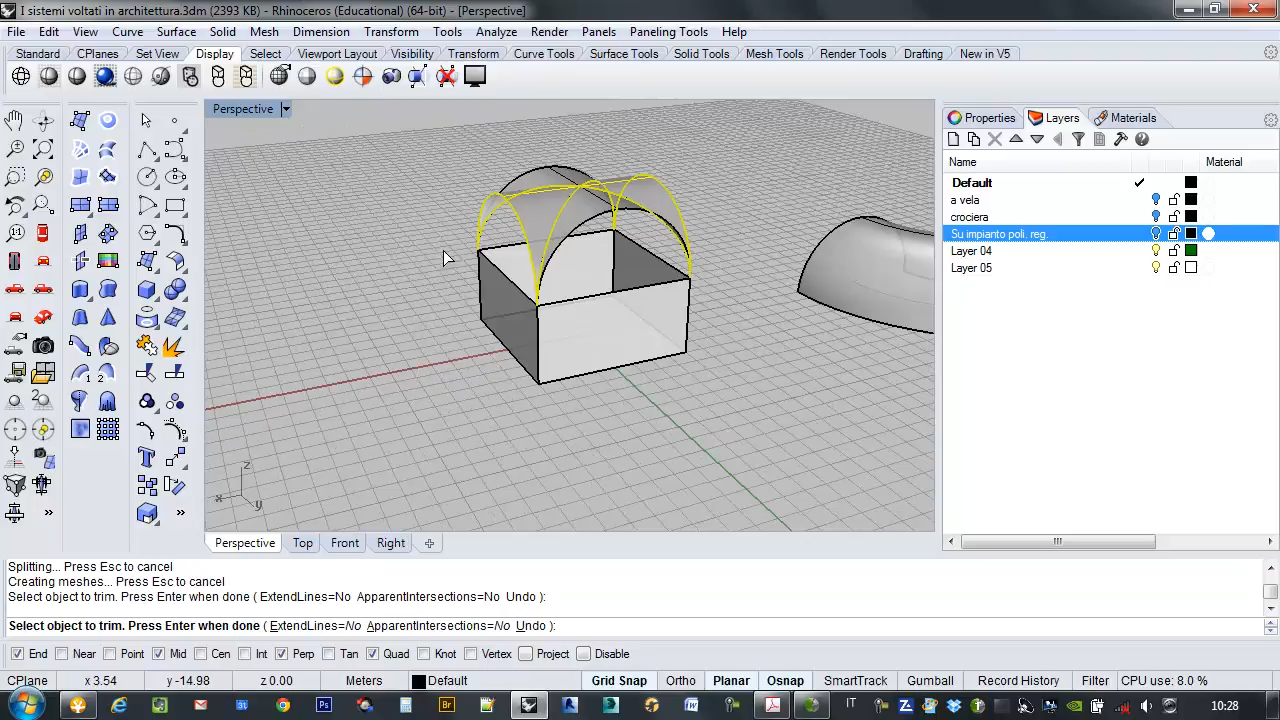 I sistemi voltati in architettura.3dm (2393 KB) - Rhinoceros (Educational) (64-bit) - [Perspective]
File Edit View Curve Surface Solid Mesh Dimension Transform Tools Analyze Render Panels Paneling Tools Help
Standard CPlanes Set View Display Select Viewport Layout Visibility Transform Curve Tools Surface Tools Solid Tools Mesh Tools Render Tools Drafting New in V5
Perspective
Properties Layers Materials
Name Material
Default
a vela
crociera
Su impianto poli. reg.
Layer 04
Layer 05
z
x
y
Perspective Top Front Right
Splitting... Press Esc to cancel
Creating meshes... Press Esc to cancel
Select object to trim. Press Enter when done ( ExtendLines=No ApparentIntersections=No Undo ):
Select object to trim. Press Enter when done ( ExtendLines=No ApparentIntersections=No Undo ):
End Near Point Mid Cen Int Perp Tan Quad Knot Vertex Project Disable
CPlane x 3.54 y -14.98 z 0.00 Meters Default Grid Snap Ortho Planar Osnap SmartTrack Gumball Record History Filter CPU use: 8.0 %
IT 10:28